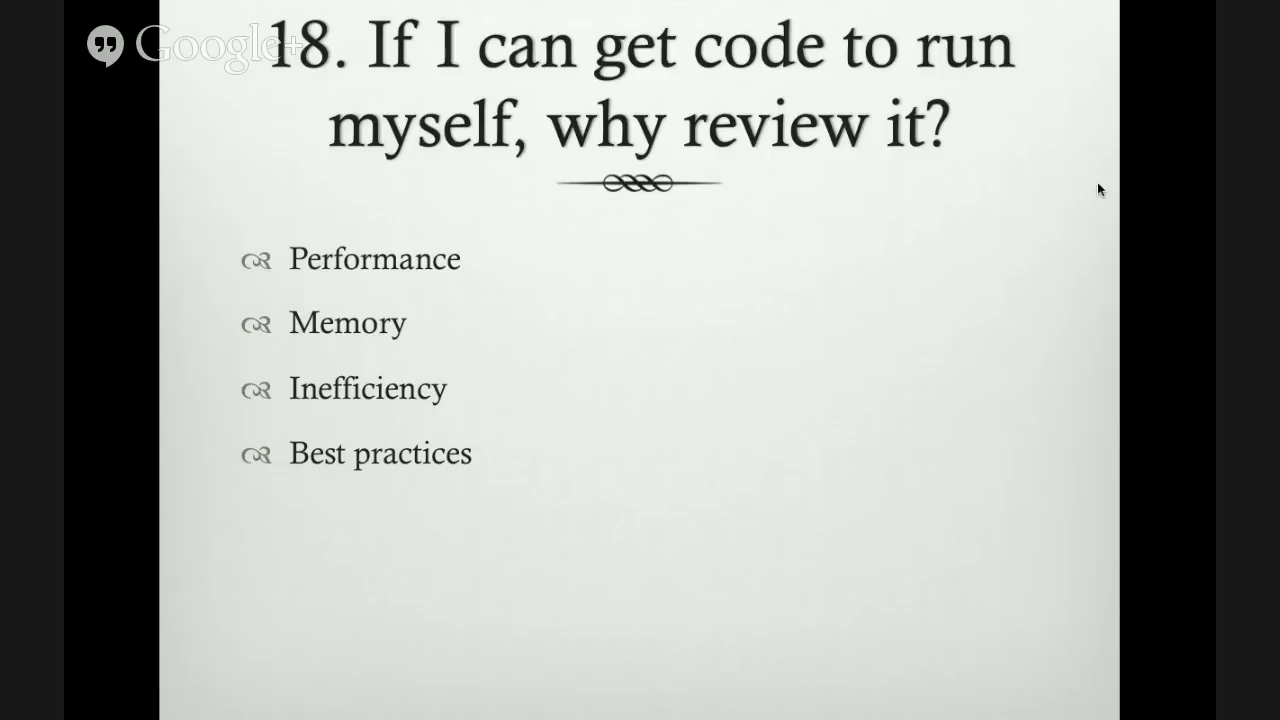 Google+
18. If I can get code to run
myself, why review it?
Performance
Memory
Inefficiency
Best practices